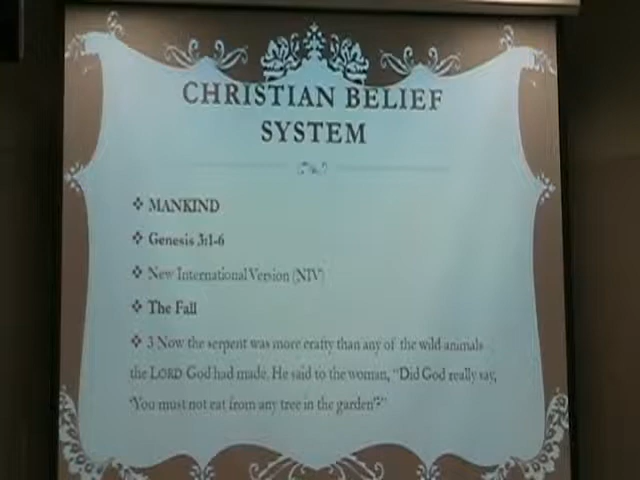 CHRISTIAN BELIEF
SYSTEM
❖ MANKIND
❖ Genesis 3:1-6
❖ New International Version (NIV)
❖ The Fall
❖ 3 Now the serpent was more crafty than any of the wild animals
the LORD God had made. He said to the woman, “Did God really say,
‘You must not eat from any tree in the garden’?”